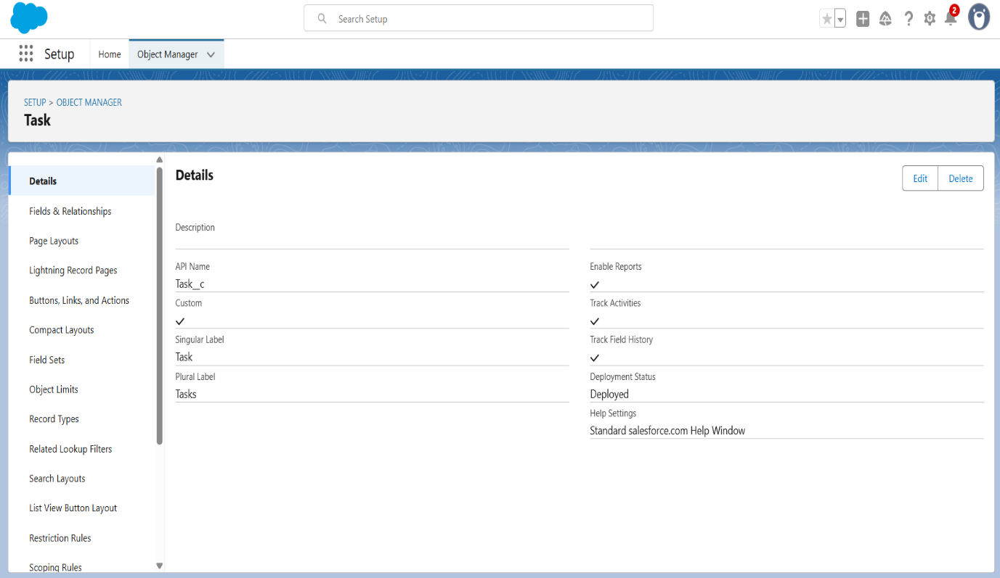 Search Setup
2
Setup
Home
Object Manager
SETUP > OBJECT MANAGER
Task
Details
Fields & Relationships
Page Layouts
Lightning Record Pages
Buttons, Links, and Actions
Compact Layouts
Field Sets
Object Limits
Record Types
Related Lookup Filters
Search Layouts
List View Button Layout
Restriction Rules
Scoping Rules
Details
Edit
Delete
Description
API Name
Task__c
Custom
Singular Label
Task
Plural Label
Tasks
Enable Reports
Track Activities
Track Field History
Deployment Status
Deployed
Help Settings
Standard salesforce.com Help Window